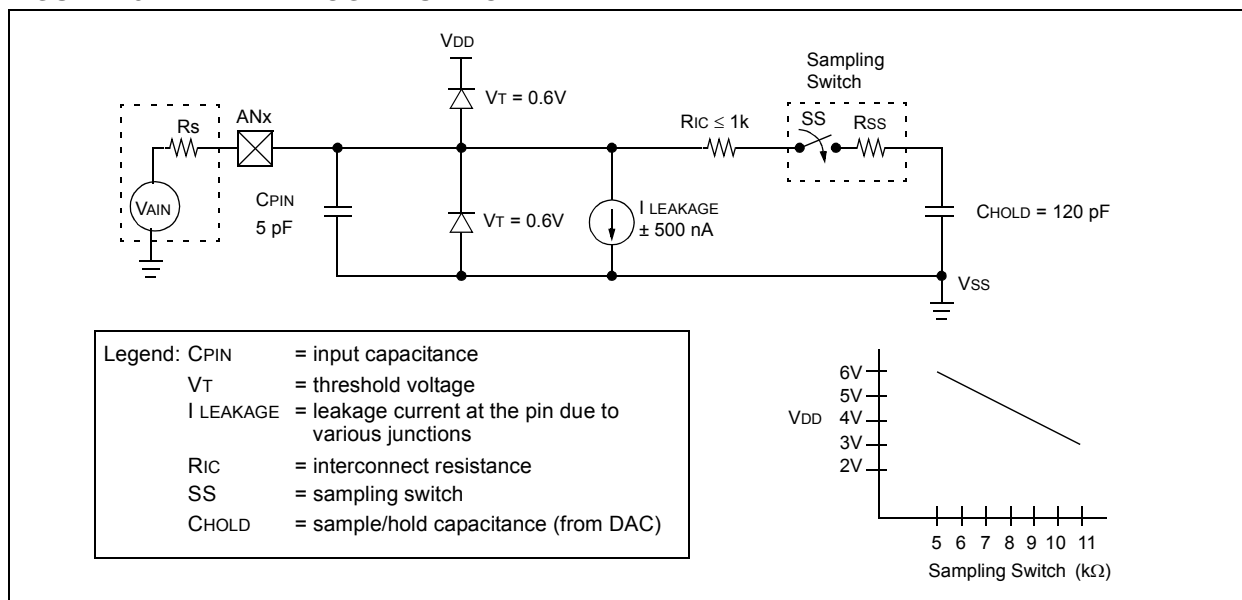 VDD
Sampling
Switch
VT = 0.6V
Rs
ANx
RIC ≤ 1k
SS
RSS
VAIN
CPIN
5 pF
VT = 0.6V
I LEAKAGE
± 500 nA
CHOLD = 120 pF
VSS
Legend: CPIN = input capacitance
VT = threshold voltage
I LEAKAGE = leakage current at the pin due to
various junctions
RIC = interconnect resistance
SS = sampling switch
CHOLD = sample/hold capacitance (from DAC)
6V
5V
VDD 4V
3V
2V
5 6 7 8 9 10 11
Sampling Switch (kΩ)